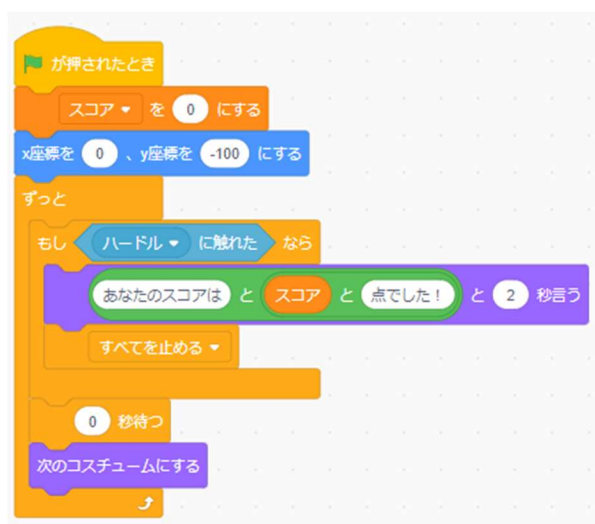 が押されたとき
スコア を 0 にする
x座標を 0 、y座標を -100 にする
ずっと
もし ハードル に触れた なら
あなたのスコアは と スコア と 点でした！ と 2 秒言う
すべてを止める
0 秒待つ
次のコスチュームにする